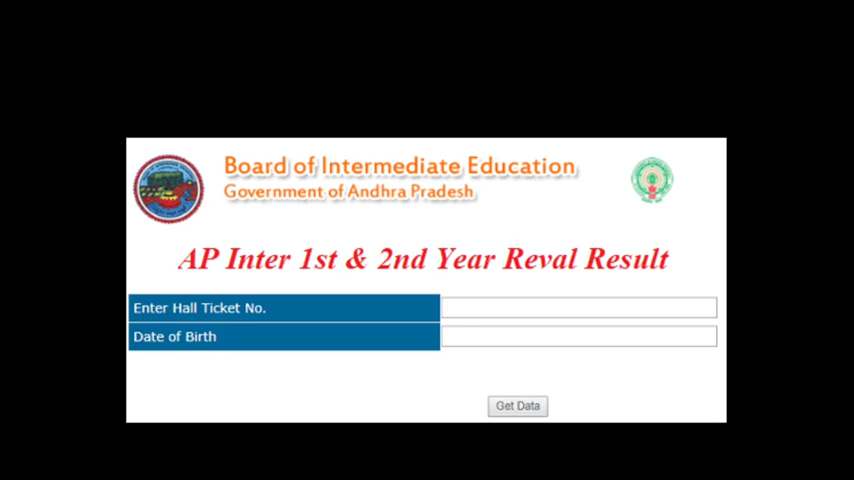 Board of Intermediate Education
Government of Andhra Pradesh
AP Inter 1st & 2nd Year Reval Result
Enter Hall Ticket No.
Date of Birth
Get Data